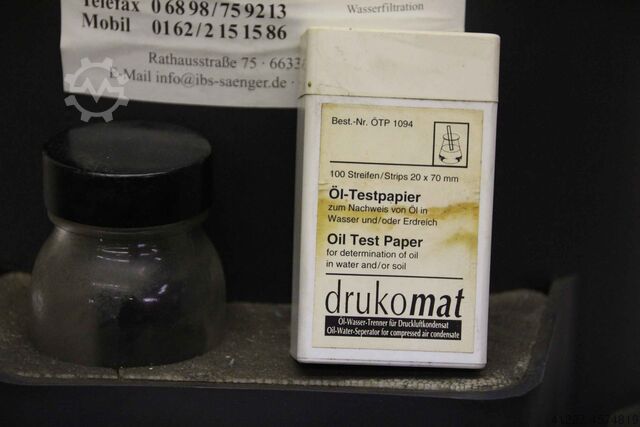 Telefax 0 68 98/75 92 13
Mobil 01 62/2 15 15 86
Wasserfiltration
Rathausstraße 75 · 6633
E-Mail info@ibs-saenger.de ·
Best.-Nr. ÖTP 1094
100 Streifen/Strips 20 x 70 mm
Öl-Testpapier
zum Nachweis von Öl in
Wasser und/oder Erdreich
Oil Test Paper
for determination of oil
in water and/or soil
drukomat
Öl-Wasser-Trenner für Druckluftkondensat
Oil-Water-Seperator for compressed air condensate